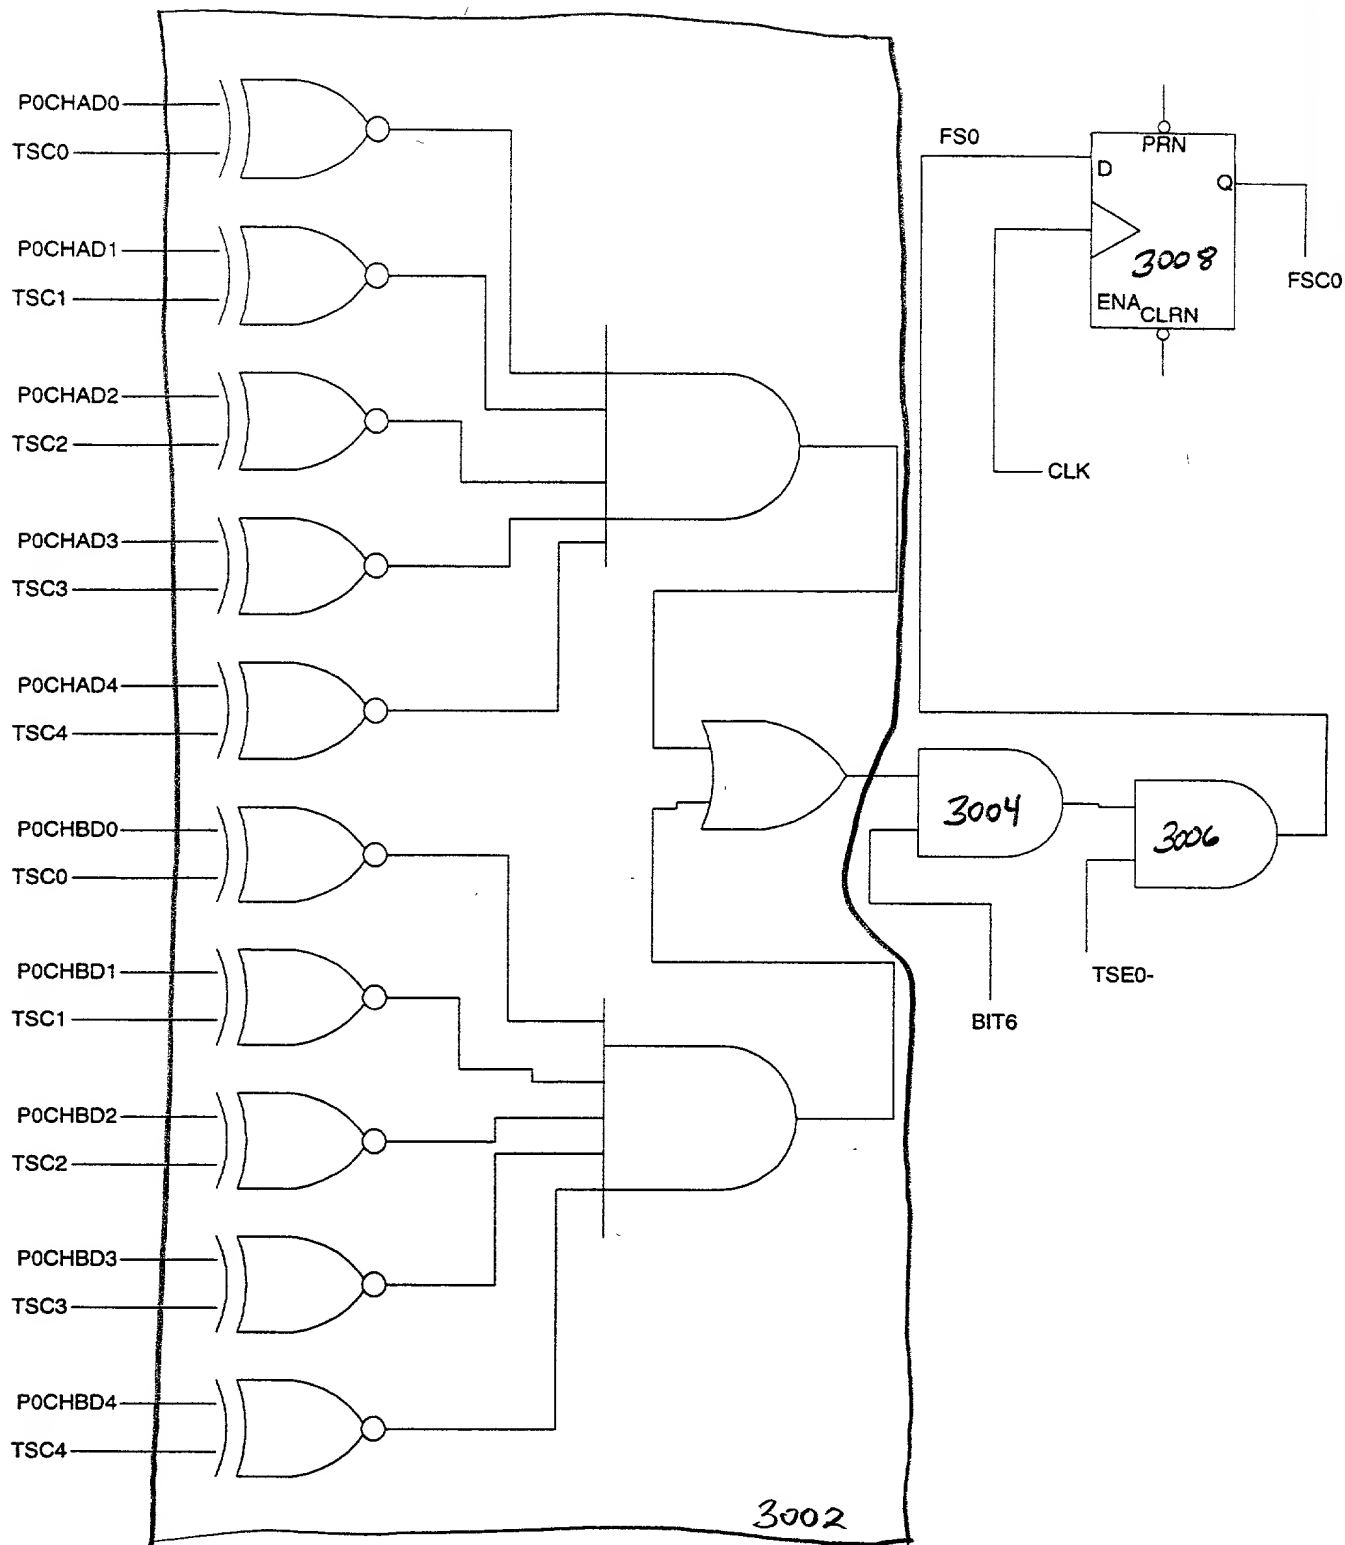 P0CHAD0
TSC0
P0CHAD1
TSC1
P0CHAD2
TSC2
P0CHAD3
TSC3
P0CHAD4
TSC4
P0CHBD0
TSC0
P0CHBD1
TSC1
P0CHBD2
TSC2
P0CHBD3
TSC3
P0CHBD4
TSC4
3002
FS0
PRN
D
Q
3008
ENA
CLRN
FSC0
CLK
3004
3006
TSE0-
BIT6